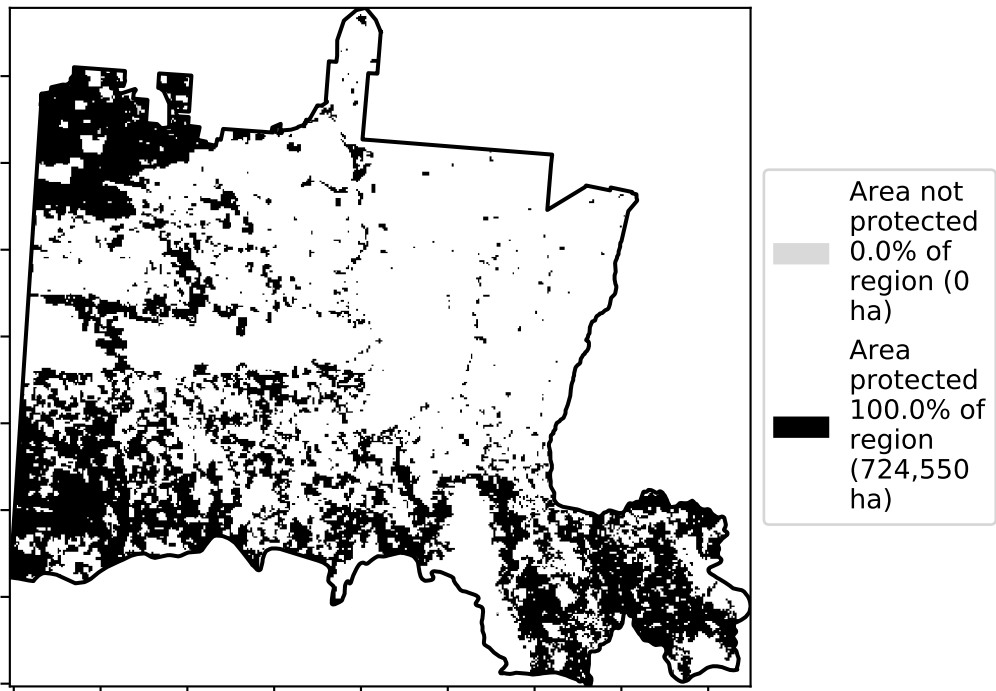 Area not
protected
0.0% of
region (0
ha)
Area
protected
100.0% of
region
(724,550
ha)